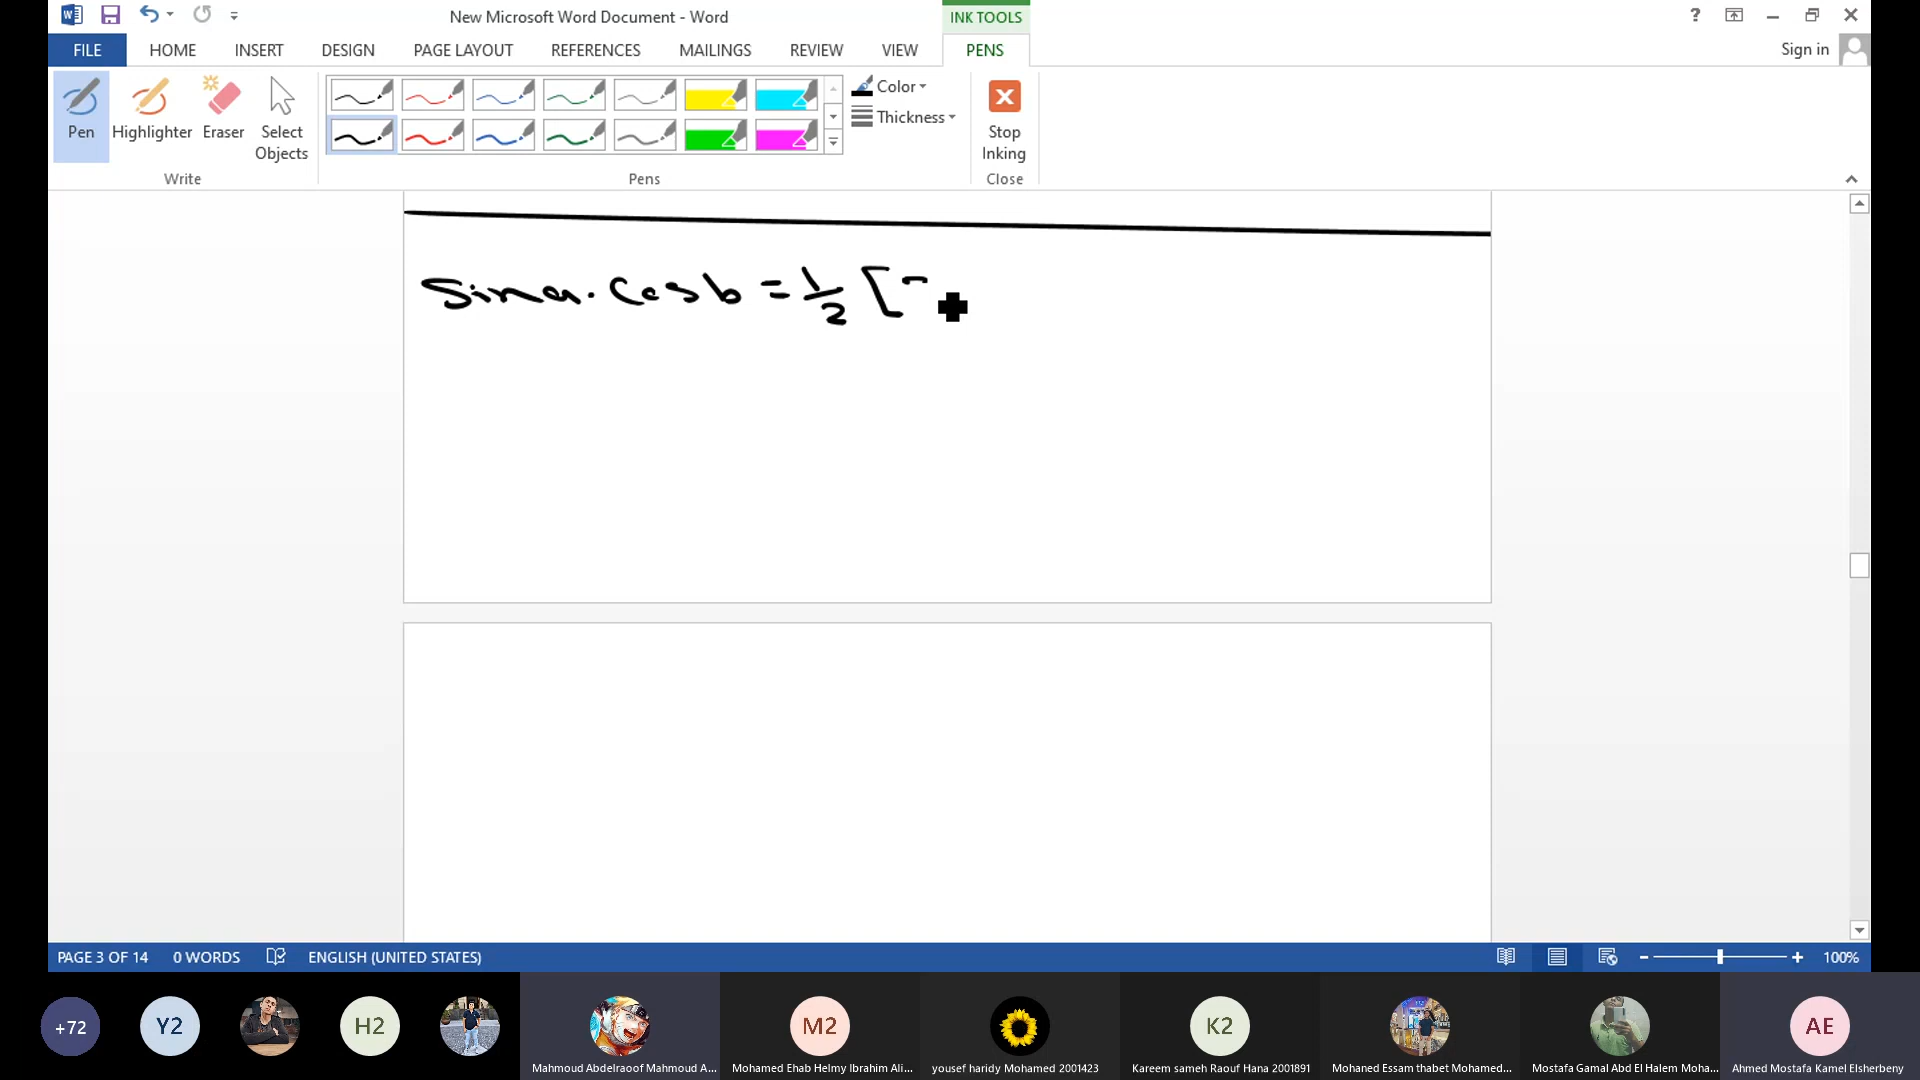 New Microsoft Word Document - Word
INK TOOLS
?
FILE
HOME
INSERT
DESIGN
PAGE LAYOUT
REFERENCES
MAILINGS
REVIEW
VIEW
PENS
Sign in
Pen
Highlighter
Eraser
Select Objects
Color
Thickness
Stop Inking
Write
Pens
Close
Sina. Cos b = 1/2 [ -
PAGE 3 OF 14
0 WORDS
ENGLISH (UNITED STATES)
100%
+72
Y2
H2
M2
K2
AE
Mahmoud Abdelraoof Mahmoud A...
Mohamed Ehab Helmy Ibrahim Ali...
yousef haridy Mohamed 2001423
Kareem sameh Raouf Hana 2001891
Mohaned Essam thabet Mohamed...
Mostafa Gamal Abd El Halem Moha...
Ahmed Mostafa Kamel Elsherbeny